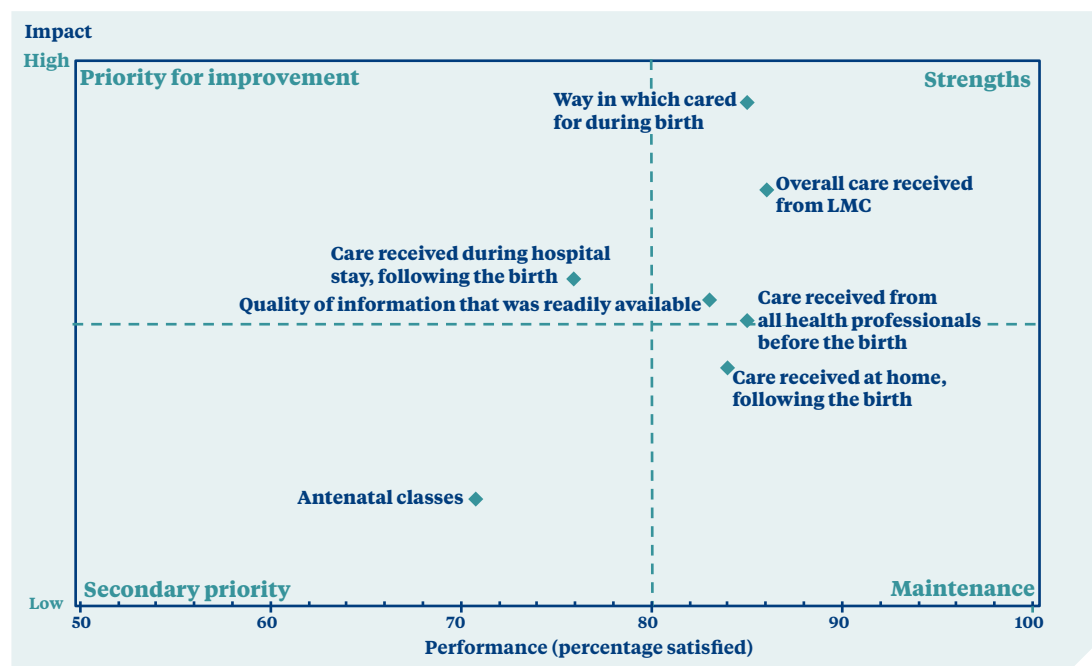 Impact
High
Priority for improvement
Strengths
Way in which cared
for during birth
Overall care received
from LMC
Care received during hospital
stay, following the birth
Quality of information that was readily available
Care received from
all health professionals
before the birth
Care received at home,
following the birth
Antenatal classes
Secondary priority
Maintenance
Low
50 60 70 80 90 100
Performance (percentage satisfied)